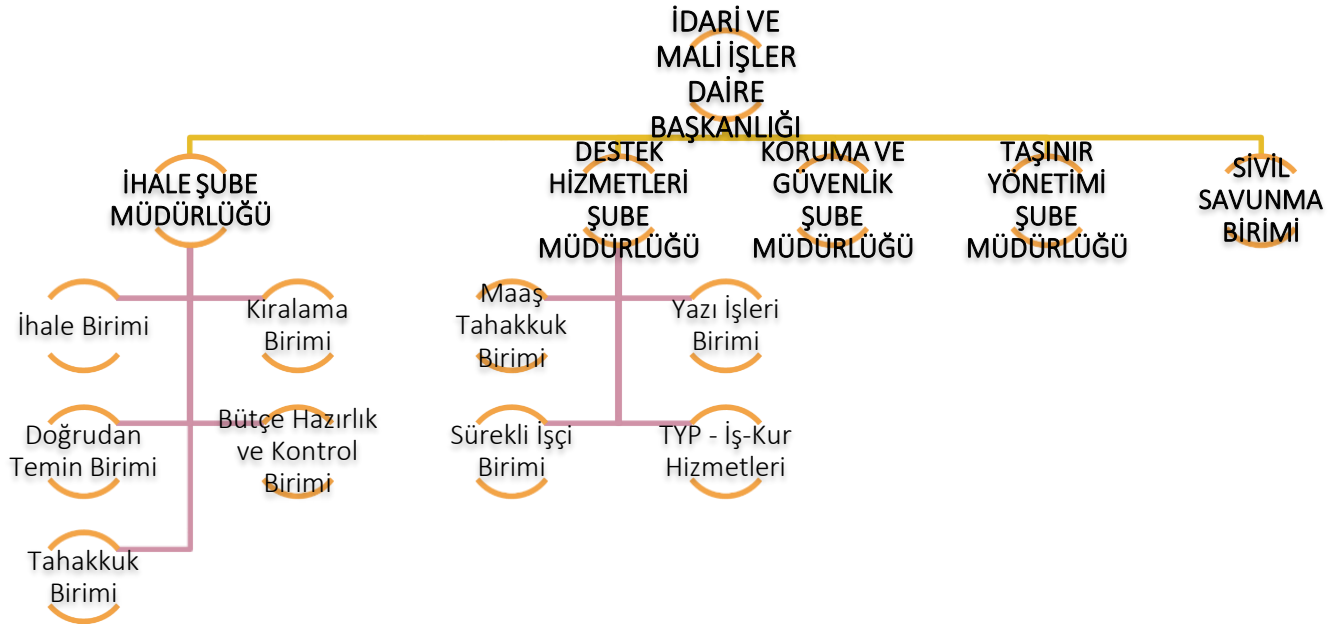 İDARİ VE
MALİ İŞLER
DAİRE
BAŞKANLIĞI
İHALE ŞUBE
MÜDÜRLÜĞÜ
DESTEK
HİZMETLERİ
ŞUBE
MÜDÜRLÜĞÜ
KORUMA VE
GÜVENLİK
ŞUBE
MÜDÜRLÜĞÜ
TAŞINIR
YÖNETİMİ
ŞUBE
MÜDÜRLÜĞÜ
SİVİL
SAVUNMA
BİRİMİ
İhale Birimi
Kiralama
Birimi
Doğrudan
Temin Birimi
Bütçe Hazırlık
ve Kontrol
Birimi
Tahakkuk
Birimi
Maaş
Tahakkuk
Birimi
Yazı İşleri
Birimi
Sürekli İşçi
Birimi
TYP - İş-Kur
Hizmetleri